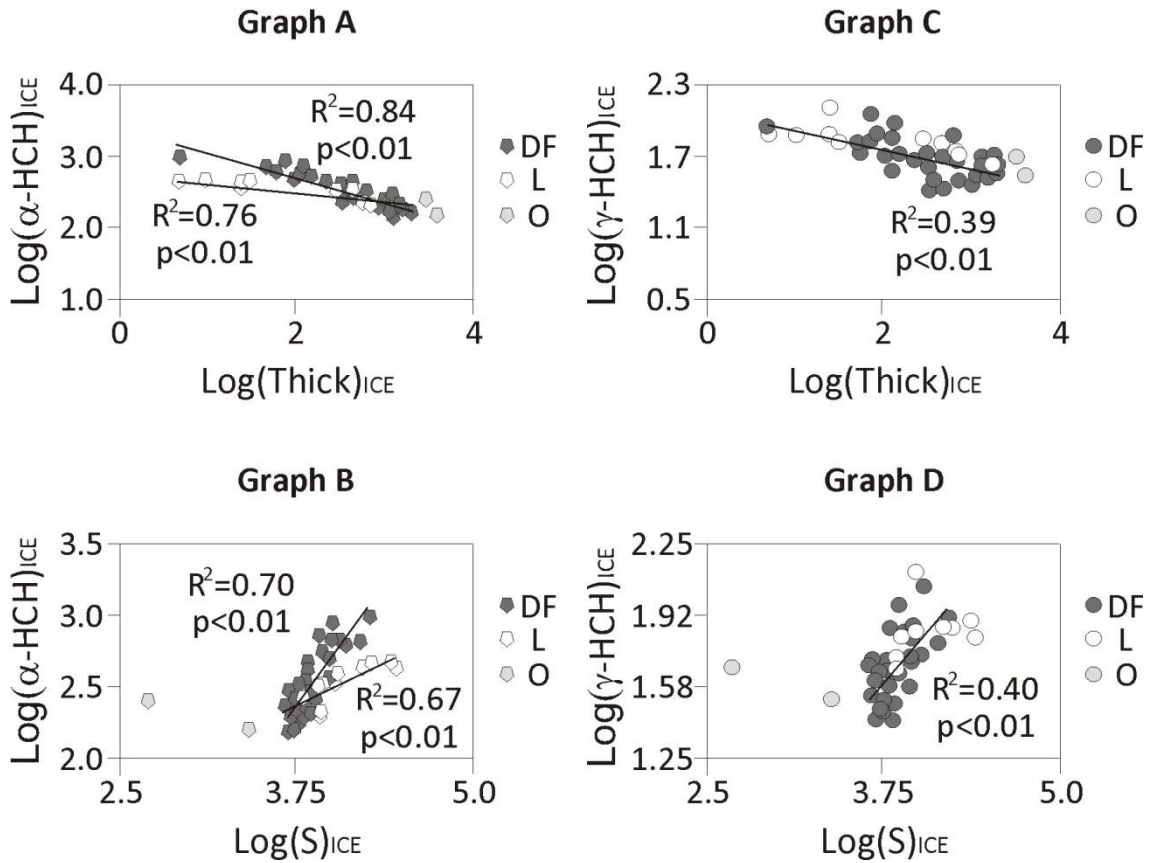 Graph A
Log(α-HCH)ICE
4.0
3.0
2.0
1.0
R²=0.84
p<0.01
R²=0.76
p<0.01
DF
L
O
0
2
4
Log(Thick)ICE
Graph C
Log(γ-HCH)ICE
2.3
1.7
1.1
0.5
R²=0.39
p<0.01
DF
L
O
0
2
4
Log(Thick)ICE
Graph B
Log(α-HCH)ICE
3.5
3.0
2.5
2.0
R²=0.70
p<0.01
R²=0.67
p<0.01
DF
L
O
2.5
3.75
5.0
Log(S)ICE
Graph D
Log(γ-HCH)ICE
2.25
1.92
1.58
1.25
R²=0.40
p<0.01
DF
L
O
2.5
3.75
5.0
Log(S)ICE